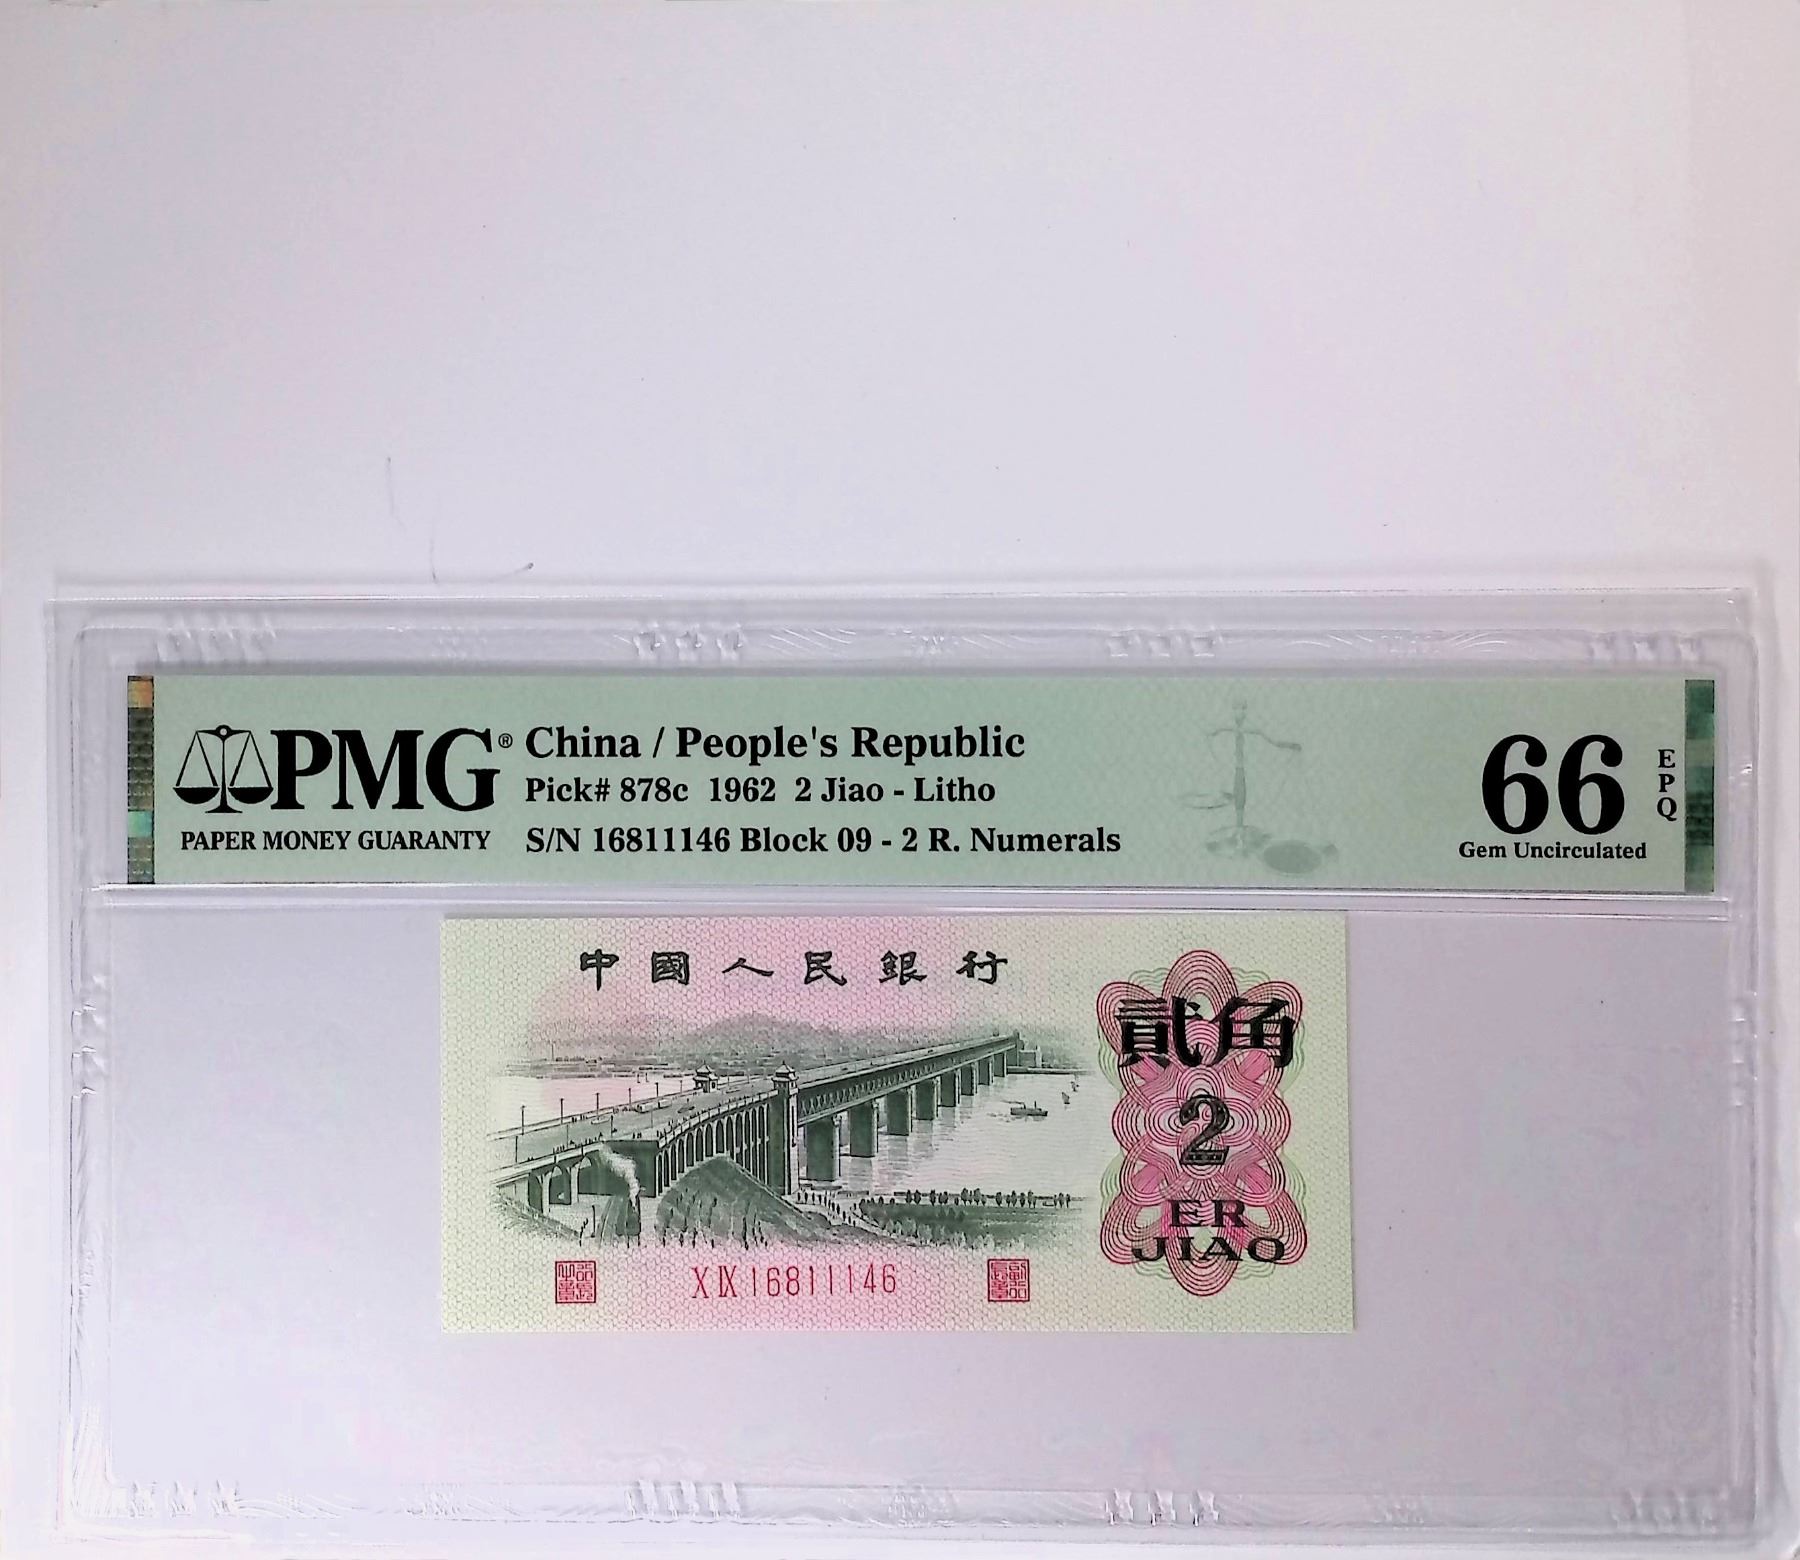 PMG®
PAPER MONEY GUARANTY
China / People's Republic
Pick# 878c 1962 2 Jiao - Litho
S/N 16811146 Block 09 - 2 R. Numerals
66
EPQ
Gem Uncirculated
中國人民銀行
貳角
2
ER
JIAO
X IX 16811146